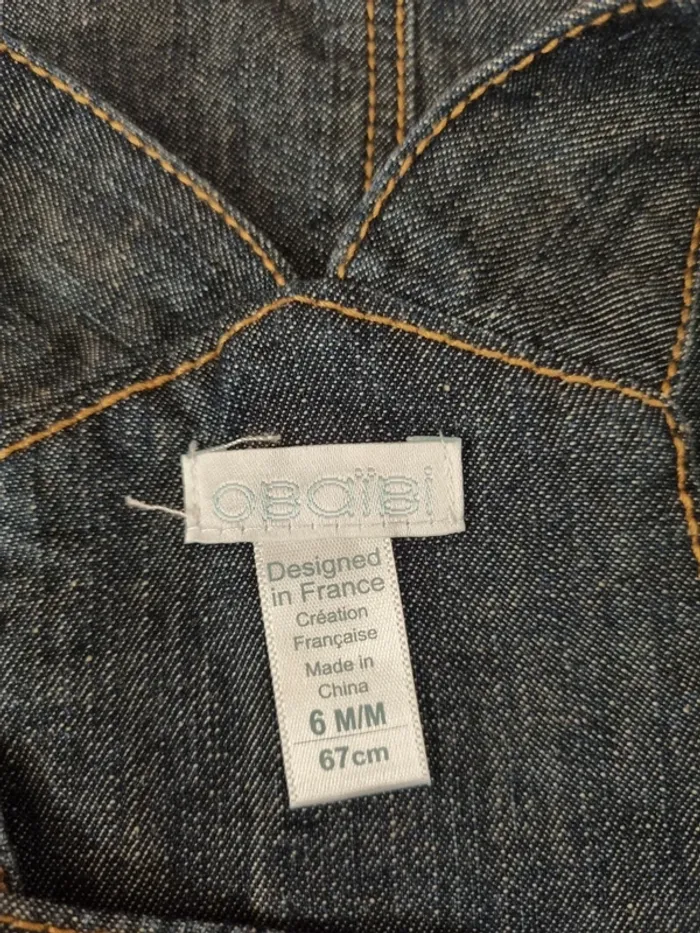 obaïbi
Designed
in France
Création
Française
Made in
China
6 M/M
67cm